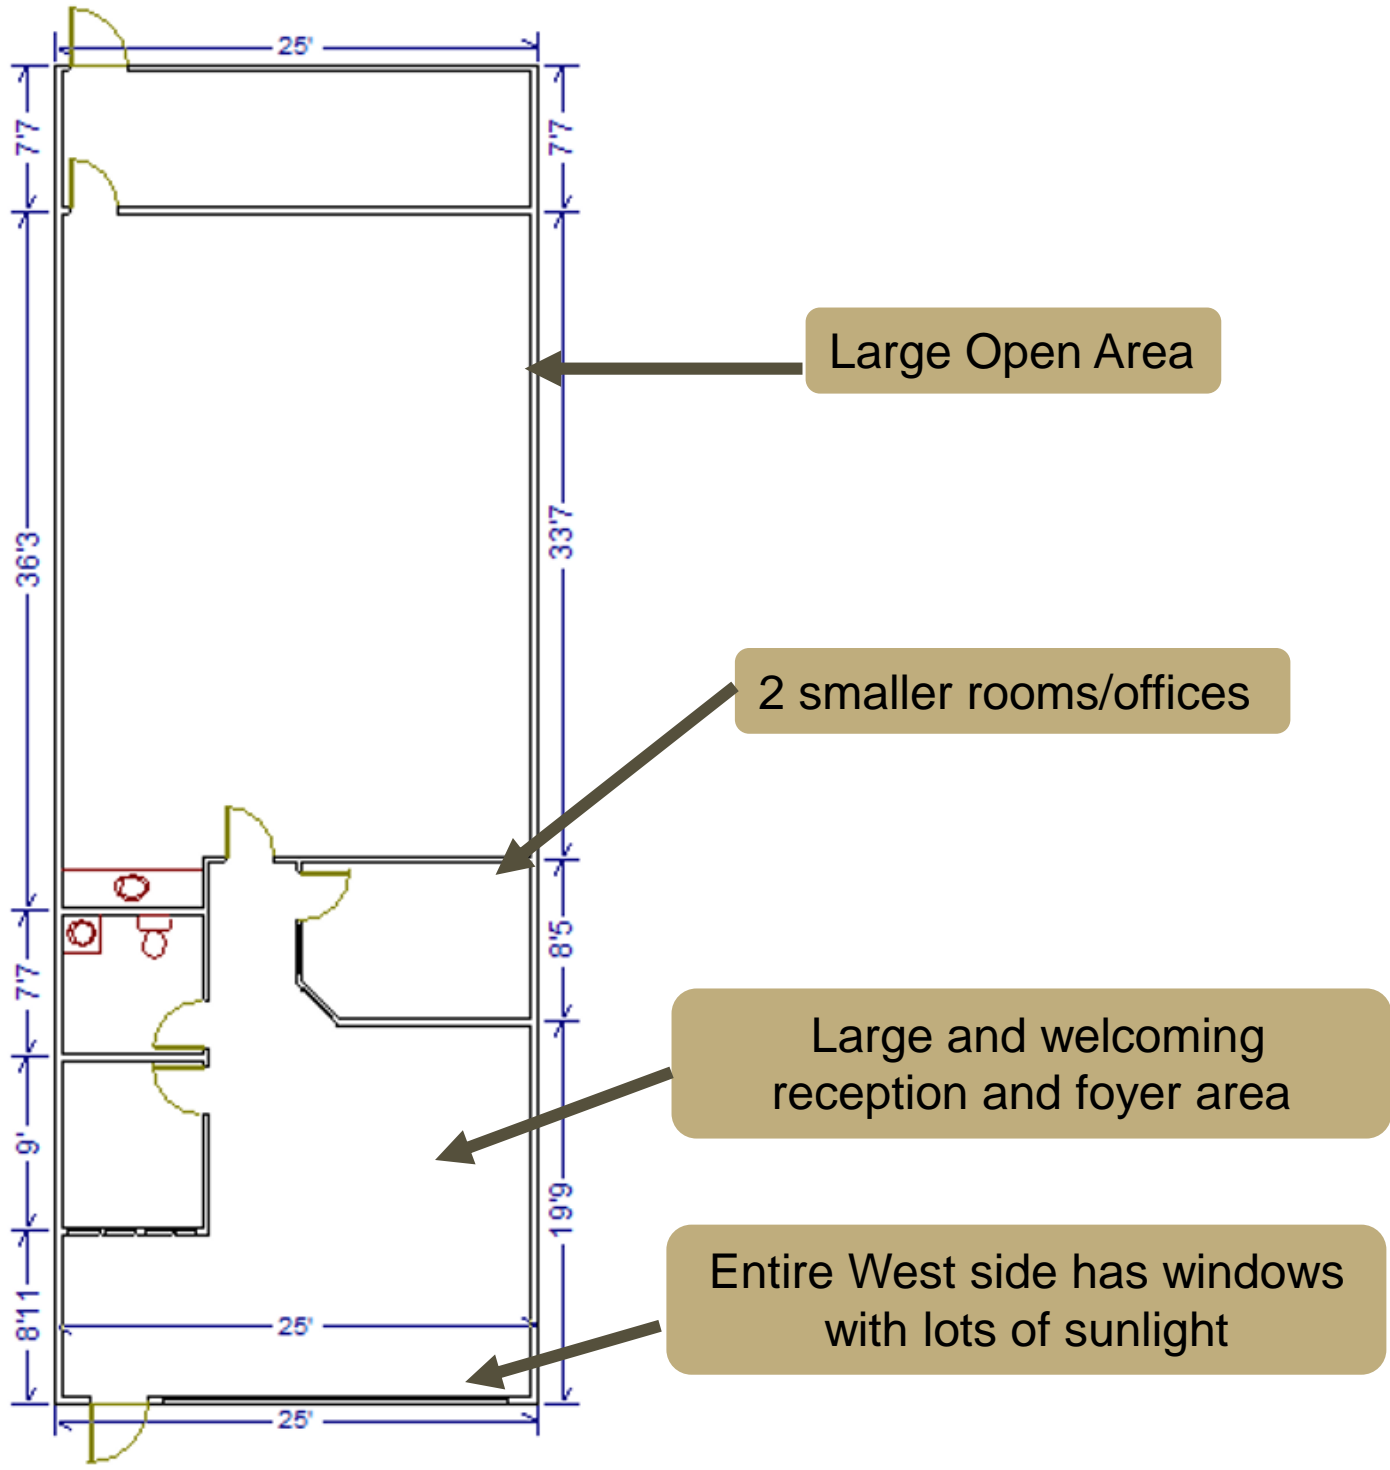 25'
7'7
7'7
Large Open Area
36'3
33'7
2 smaller rooms/offices
8'5
7'7
Large and welcoming
reception and foyer area
9'
19'9
Entire West side has windows
with lots of sunlight
8'11
25'
25'